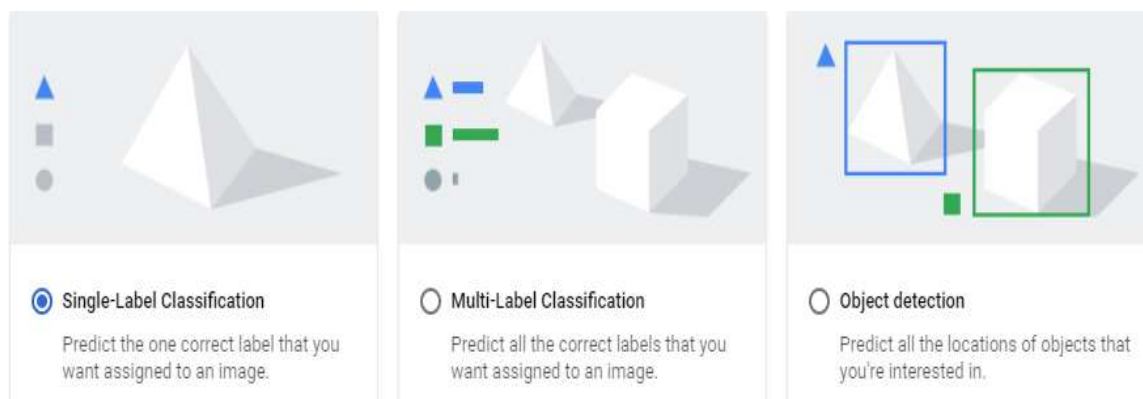 Single-Label Classification
Predict the one correct label that you
want assigned to an image.
Multi-Label Classification
Predict all the correct labels that you
want assigned to an image.
Object detection
Predict all the locations of objects that
you're interested in.